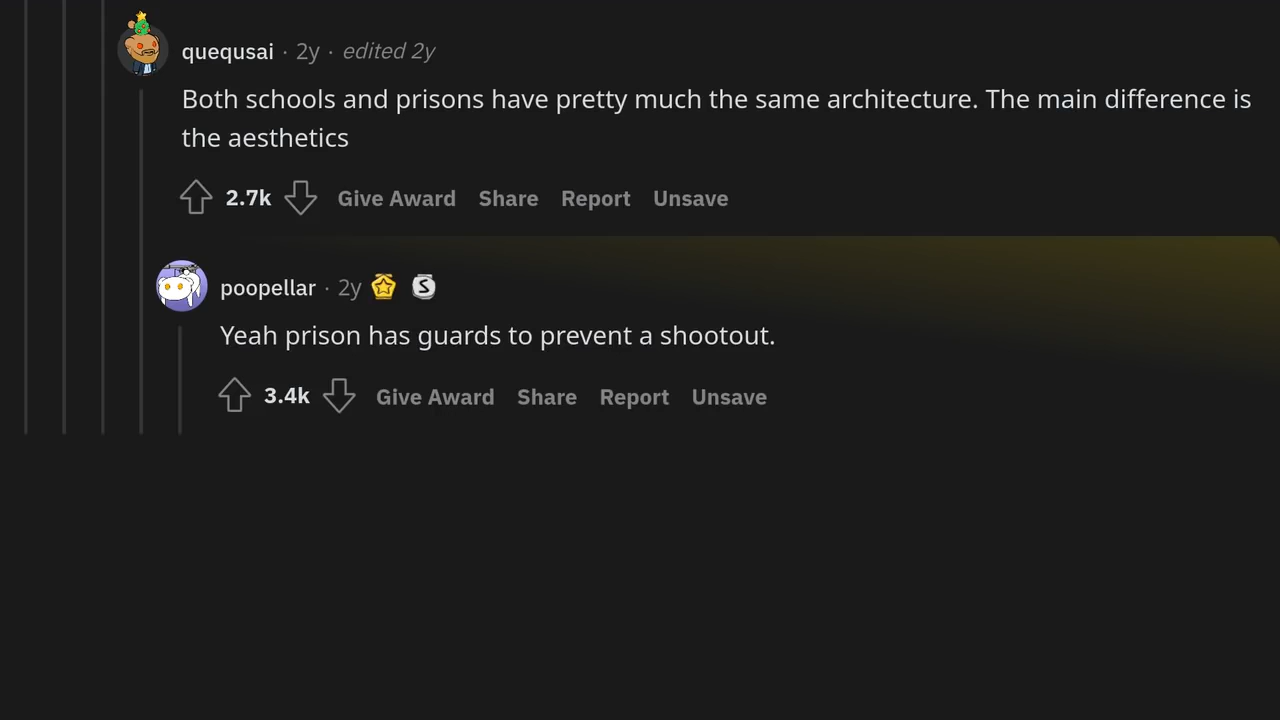 quequsai · 2y · edited 2y
Both schools and prisons have pretty much the same architecture. The main difference is
the aesthetics
2.7k Give Award Share Report Unsave
poopellar · 2y S
Yeah prison has guards to prevent a shootout.
3.4k Give Award Share Report Unsave